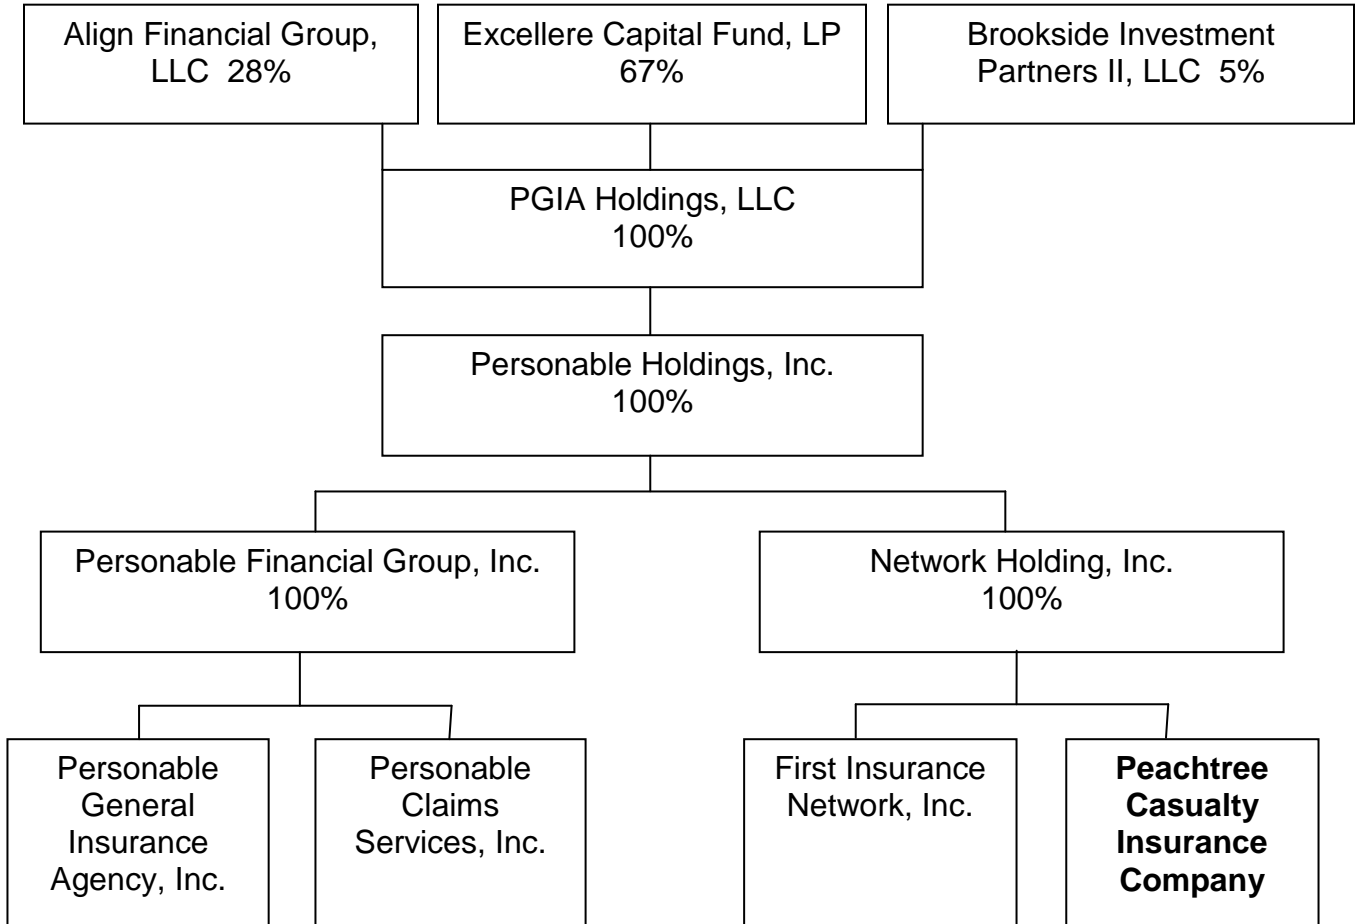 Align Financial Group,
LLC 28%
Excellere Capital Fund, LP
67%
Brookside Investment
Partners II, LLC 5%
PGIA Holdings, LLC
100%
Personable Holdings, Inc.
100%
Personable Financial Group, Inc.
100%
Network Holding, Inc.
100%
Personable
General
Insurance
Agency, Inc.
Personable
Claims
Services, Inc.
First Insurance
Network, Inc.
Peachtree
Casualty
Insurance
Company